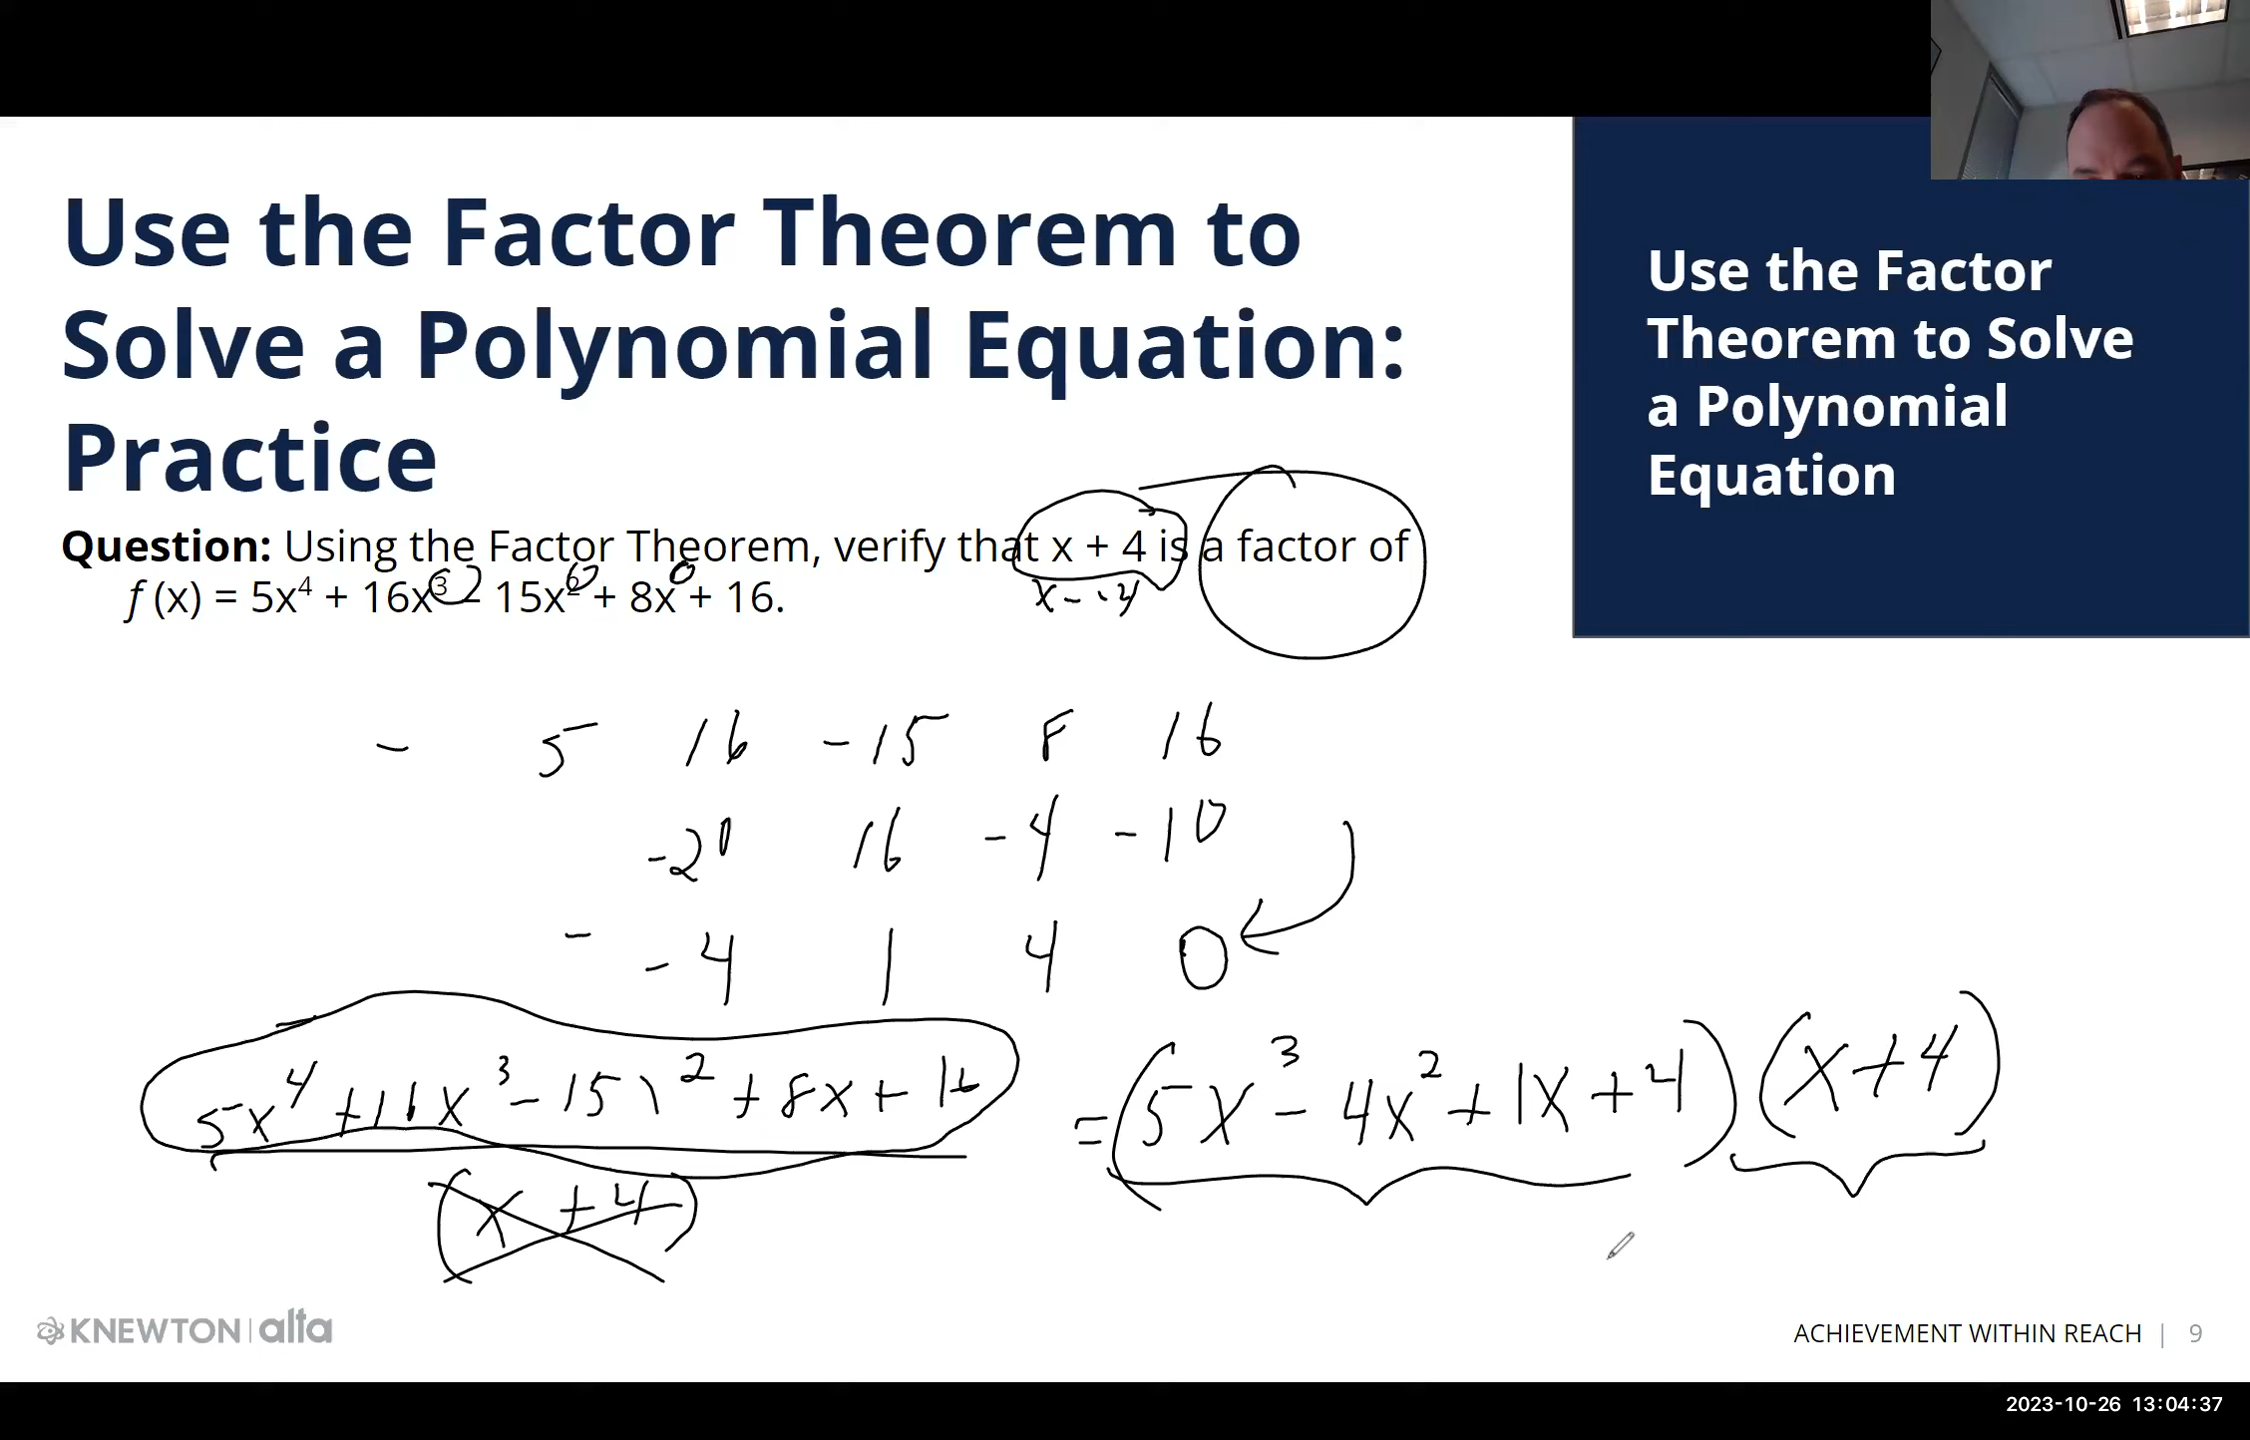 Use the Factor Theorem to
Solve a Polynomial Equation:
Practice
Use the Factor
Theorem to Solve
a Polynomial
Equation
Question: Using the Factor Theorem, verify that x + 4 is a factor of
f (x) = 5x⁴ + 16x³ - 15x² + 8x + 16.
- 5 16 -15 8 16
-20 16 -4 -10
- -4 1 4 0
5x⁴ +16x³ - 15x² + 8x + 16
(x + 4)
= (5x³ - 4x² + 1x + 4) (x + 4)
KNEWTON | alta
ACHIEVEMENT WITHIN REACH | 9
2023-10-26 13:04:37